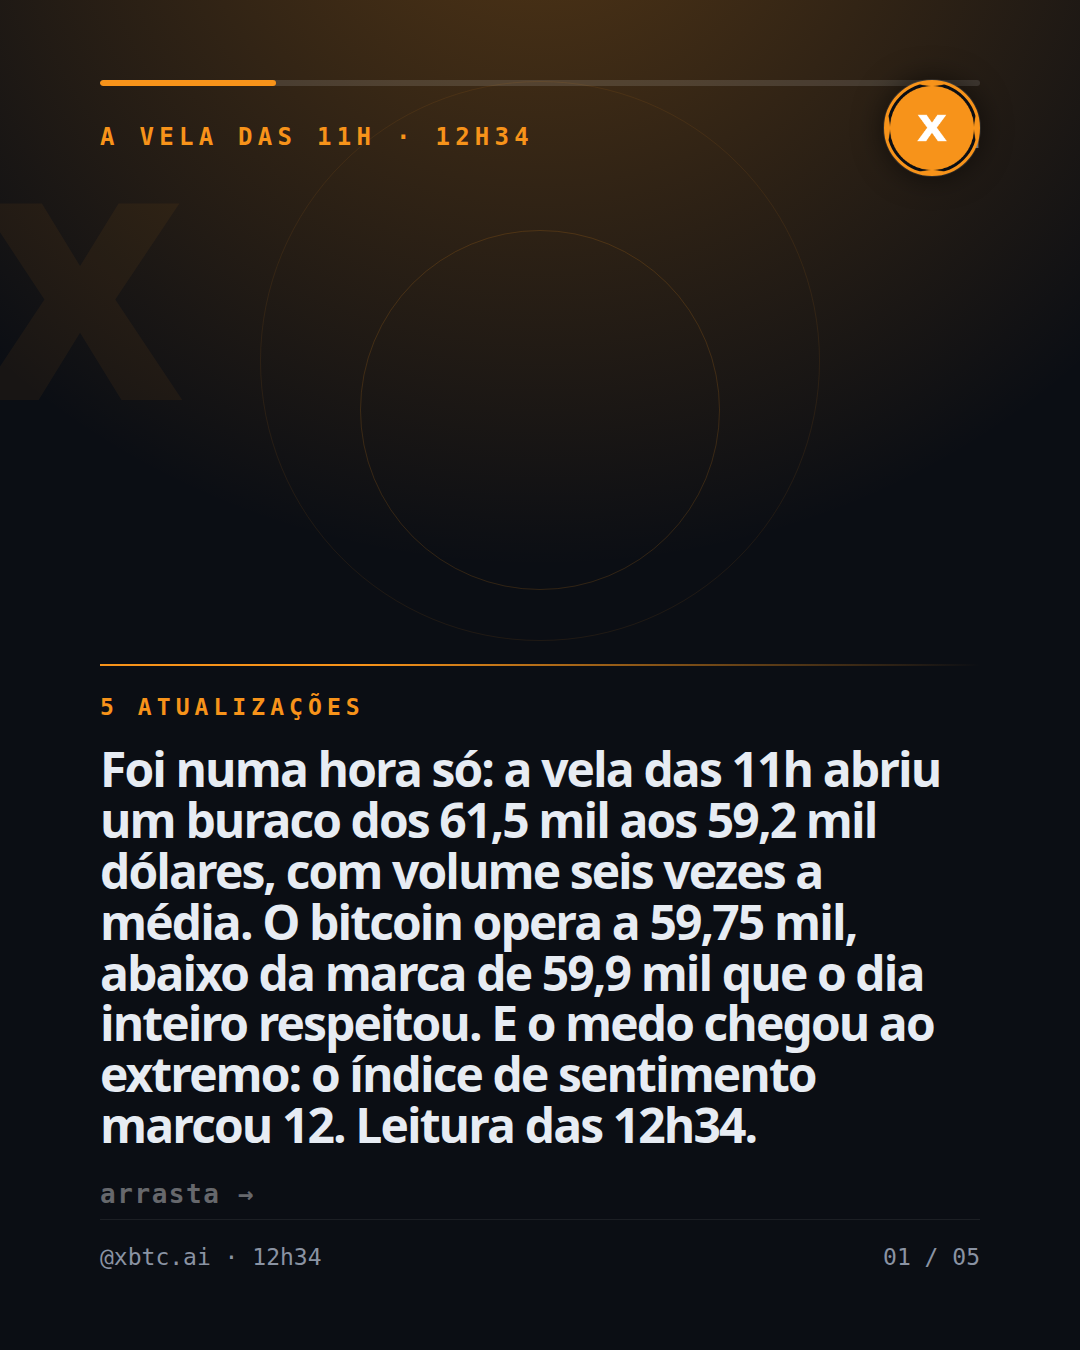 A VELA DAS 11H · 12H34
X
X
5 ATUALIZAÇÕES
Foi numa hora só: a vela das 11h abriu
um buraco dos 61,5 mil aos 59,2 mil
dólares, com volume seis vezes a
média. O bitcoin opera a 59,75 mil,
abaixo da marca de 59,9 mil que o dia
inteiro respeitou. E o medo chegou ao
extremo: o índice de sentimento
marcou 12. Leitura das 12h34.
arrasta →
@xbtc.ai · 12h34
01 / 05